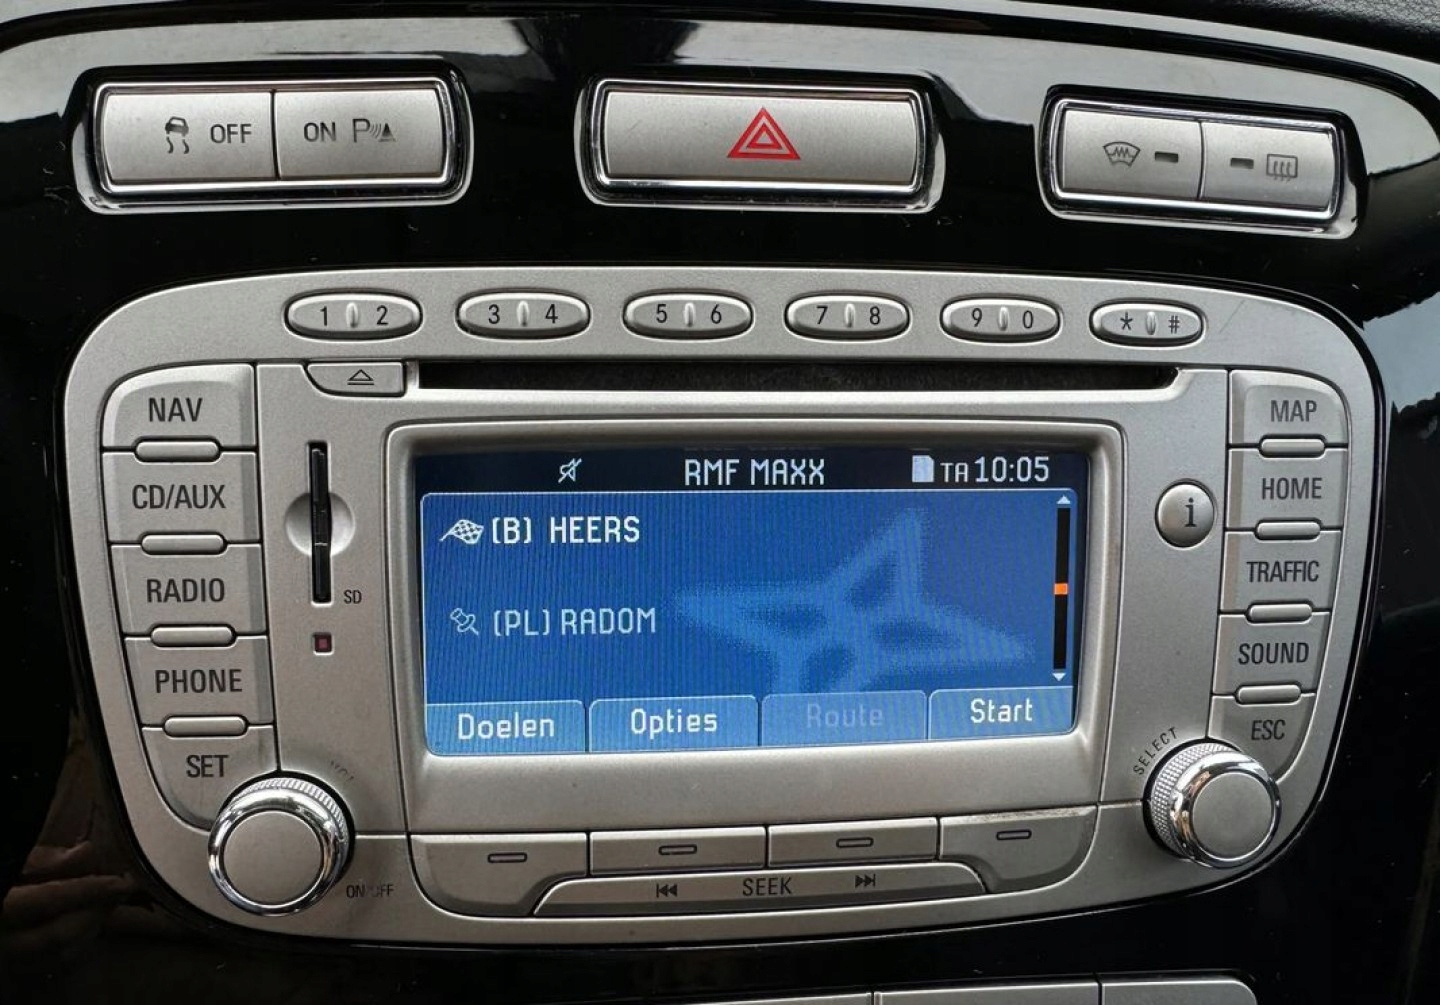 OFF ON P
1 2 3 4 5 6 7 8 9 0 * #
NAV
CD/AUX
RADIO
PHONE
SET
SD
ON/OFF
RMF MAXX TA 10:05
(B) HEERS
(PL) RADOM
Doelen Opties Route Start
SEEK
i
MAP
HOME
TRAFFIC
SOUND
ESC
SELECT